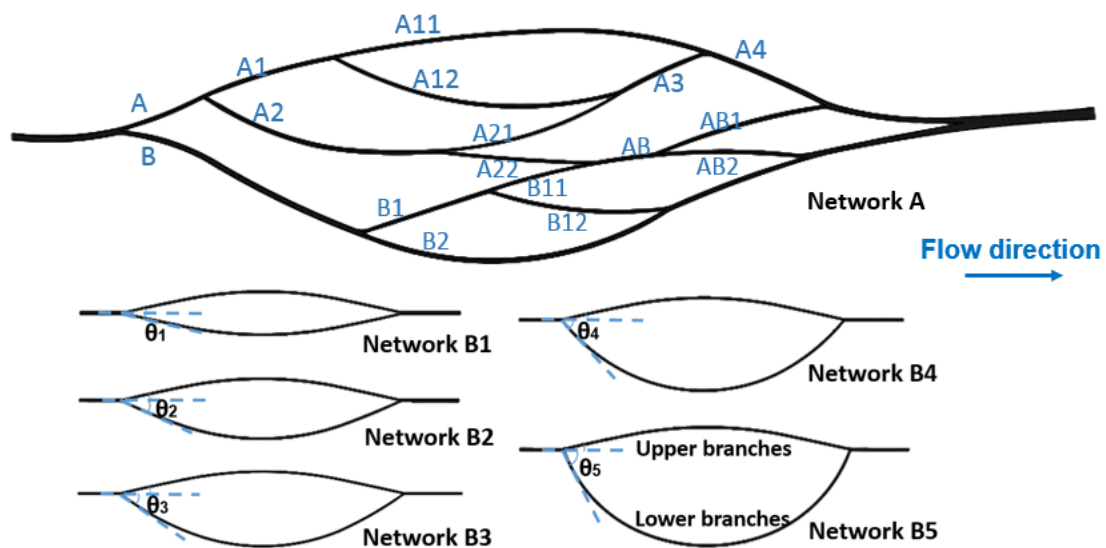 A11
A1
A4
A12
A3
A
A2
A21
AB1
AB
B
A22
AB2
B11
Network A
B1
B12
B2
Flow direction
θ1
Network B1
θ4
Network B4
θ2
Network B2
Upper branches
θ5
θ3
Lower branches
Network B5
Network B3